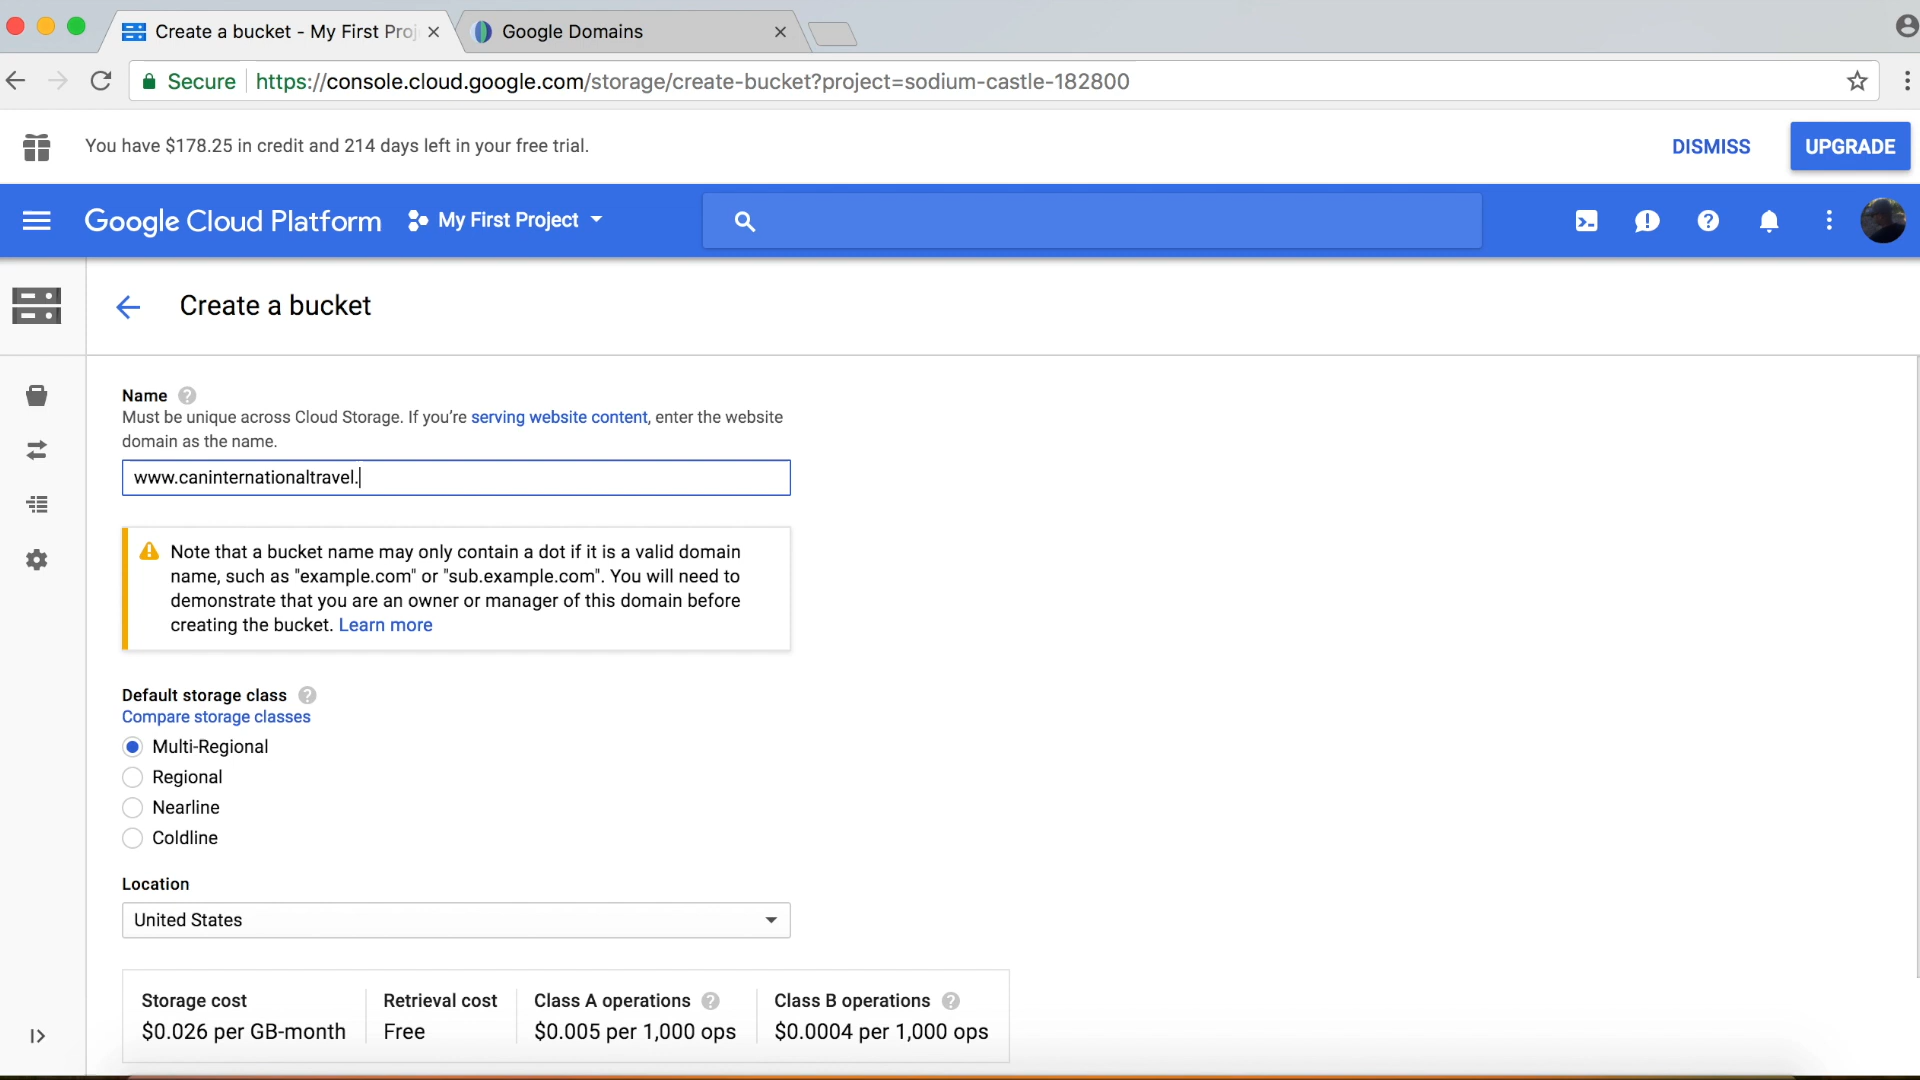 Create a bucket - My First Proj
Google Domains
Secure https://console.cloud.google.com/storage/create-bucket?project=sodium-castle-182800
You have $178.25 in credit and 214 days left in your free trial.
DISMISS
UPGRADE
Google Cloud Platform
My First Project
Create a bucket
Name
Must be unique across Cloud Storage. If you’re serving website content, enter the website
domain as the name.
www.caninternationaltravel.
Note that a bucket name may only contain a dot if it is a valid domain
name, such as "example.com" or "sub.example.com". You will need to
demonstrate that you are an owner or manager of this domain before
creating the bucket. Learn more
Default storage class
Compare storage classes
Multi-Regional
Regional
Nearline
Coldline
Location
United States
Storage cost
$0.026 per GB-month
Retrieval cost
Free
Class A operations
$0.005 per 1,000 ops
Class B operations
$0.0004 per 1,000 ops